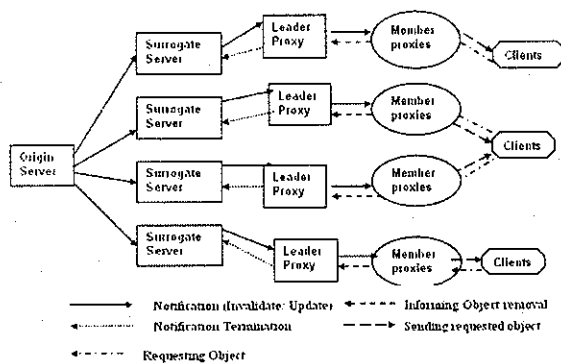 Surrogate
Server
Leader
Proxy
Member
proxies
Clients
Surrogate
Server
Leader
Proxy
Member
proxies
Clients
Origin
Server
Surrogate
Server
Leader
Proxy
Member
proxies
Surrogate
Server
Leader
Proxy
Member
proxies
Clients
Notification (Invalidate/ Update)
Informing Object removal
Notification Termination
Sending requested object
Requesting Object